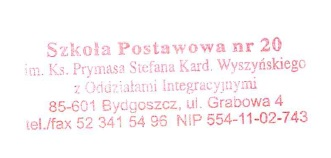 Szkoła Postawowa nr 20
im. Ks. Prymasa Stefana Kard. Wyszyńskiego
z Oddziałami Integracyjnymi
85-601 Bydgoszcz, ul. Grabowa 4
tel./fax 52 341 54 96 NIP 554-11-02-743